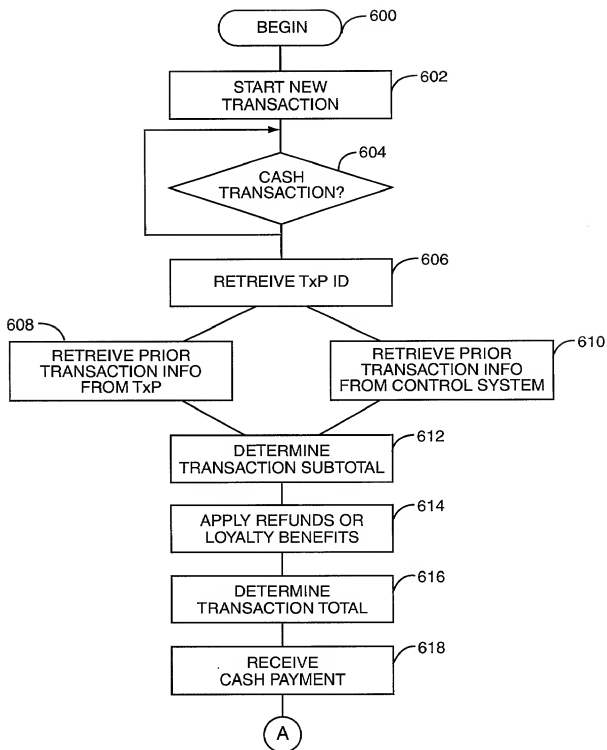 BEGIN
600
START NEW
TRANSACTION
602
CASH
TRANSACTION?
604
RETREIVE TxP ID
606
608
RETREIVE PRIOR
TRANSACTION INFO
FROM TxP
RETRIEVE PRIOR
TRANSACTION INFO
FROM CONTROL SYSTEM
610
DETERMINE
TRANSACTION SUBTOTAL
612
APPLY REFUNDS OR
LOYALTY BENEFITS
614
DETERMINE
TRANSACTION TOTAL
616
RECEIVE
CASH PAYMENT
618
A